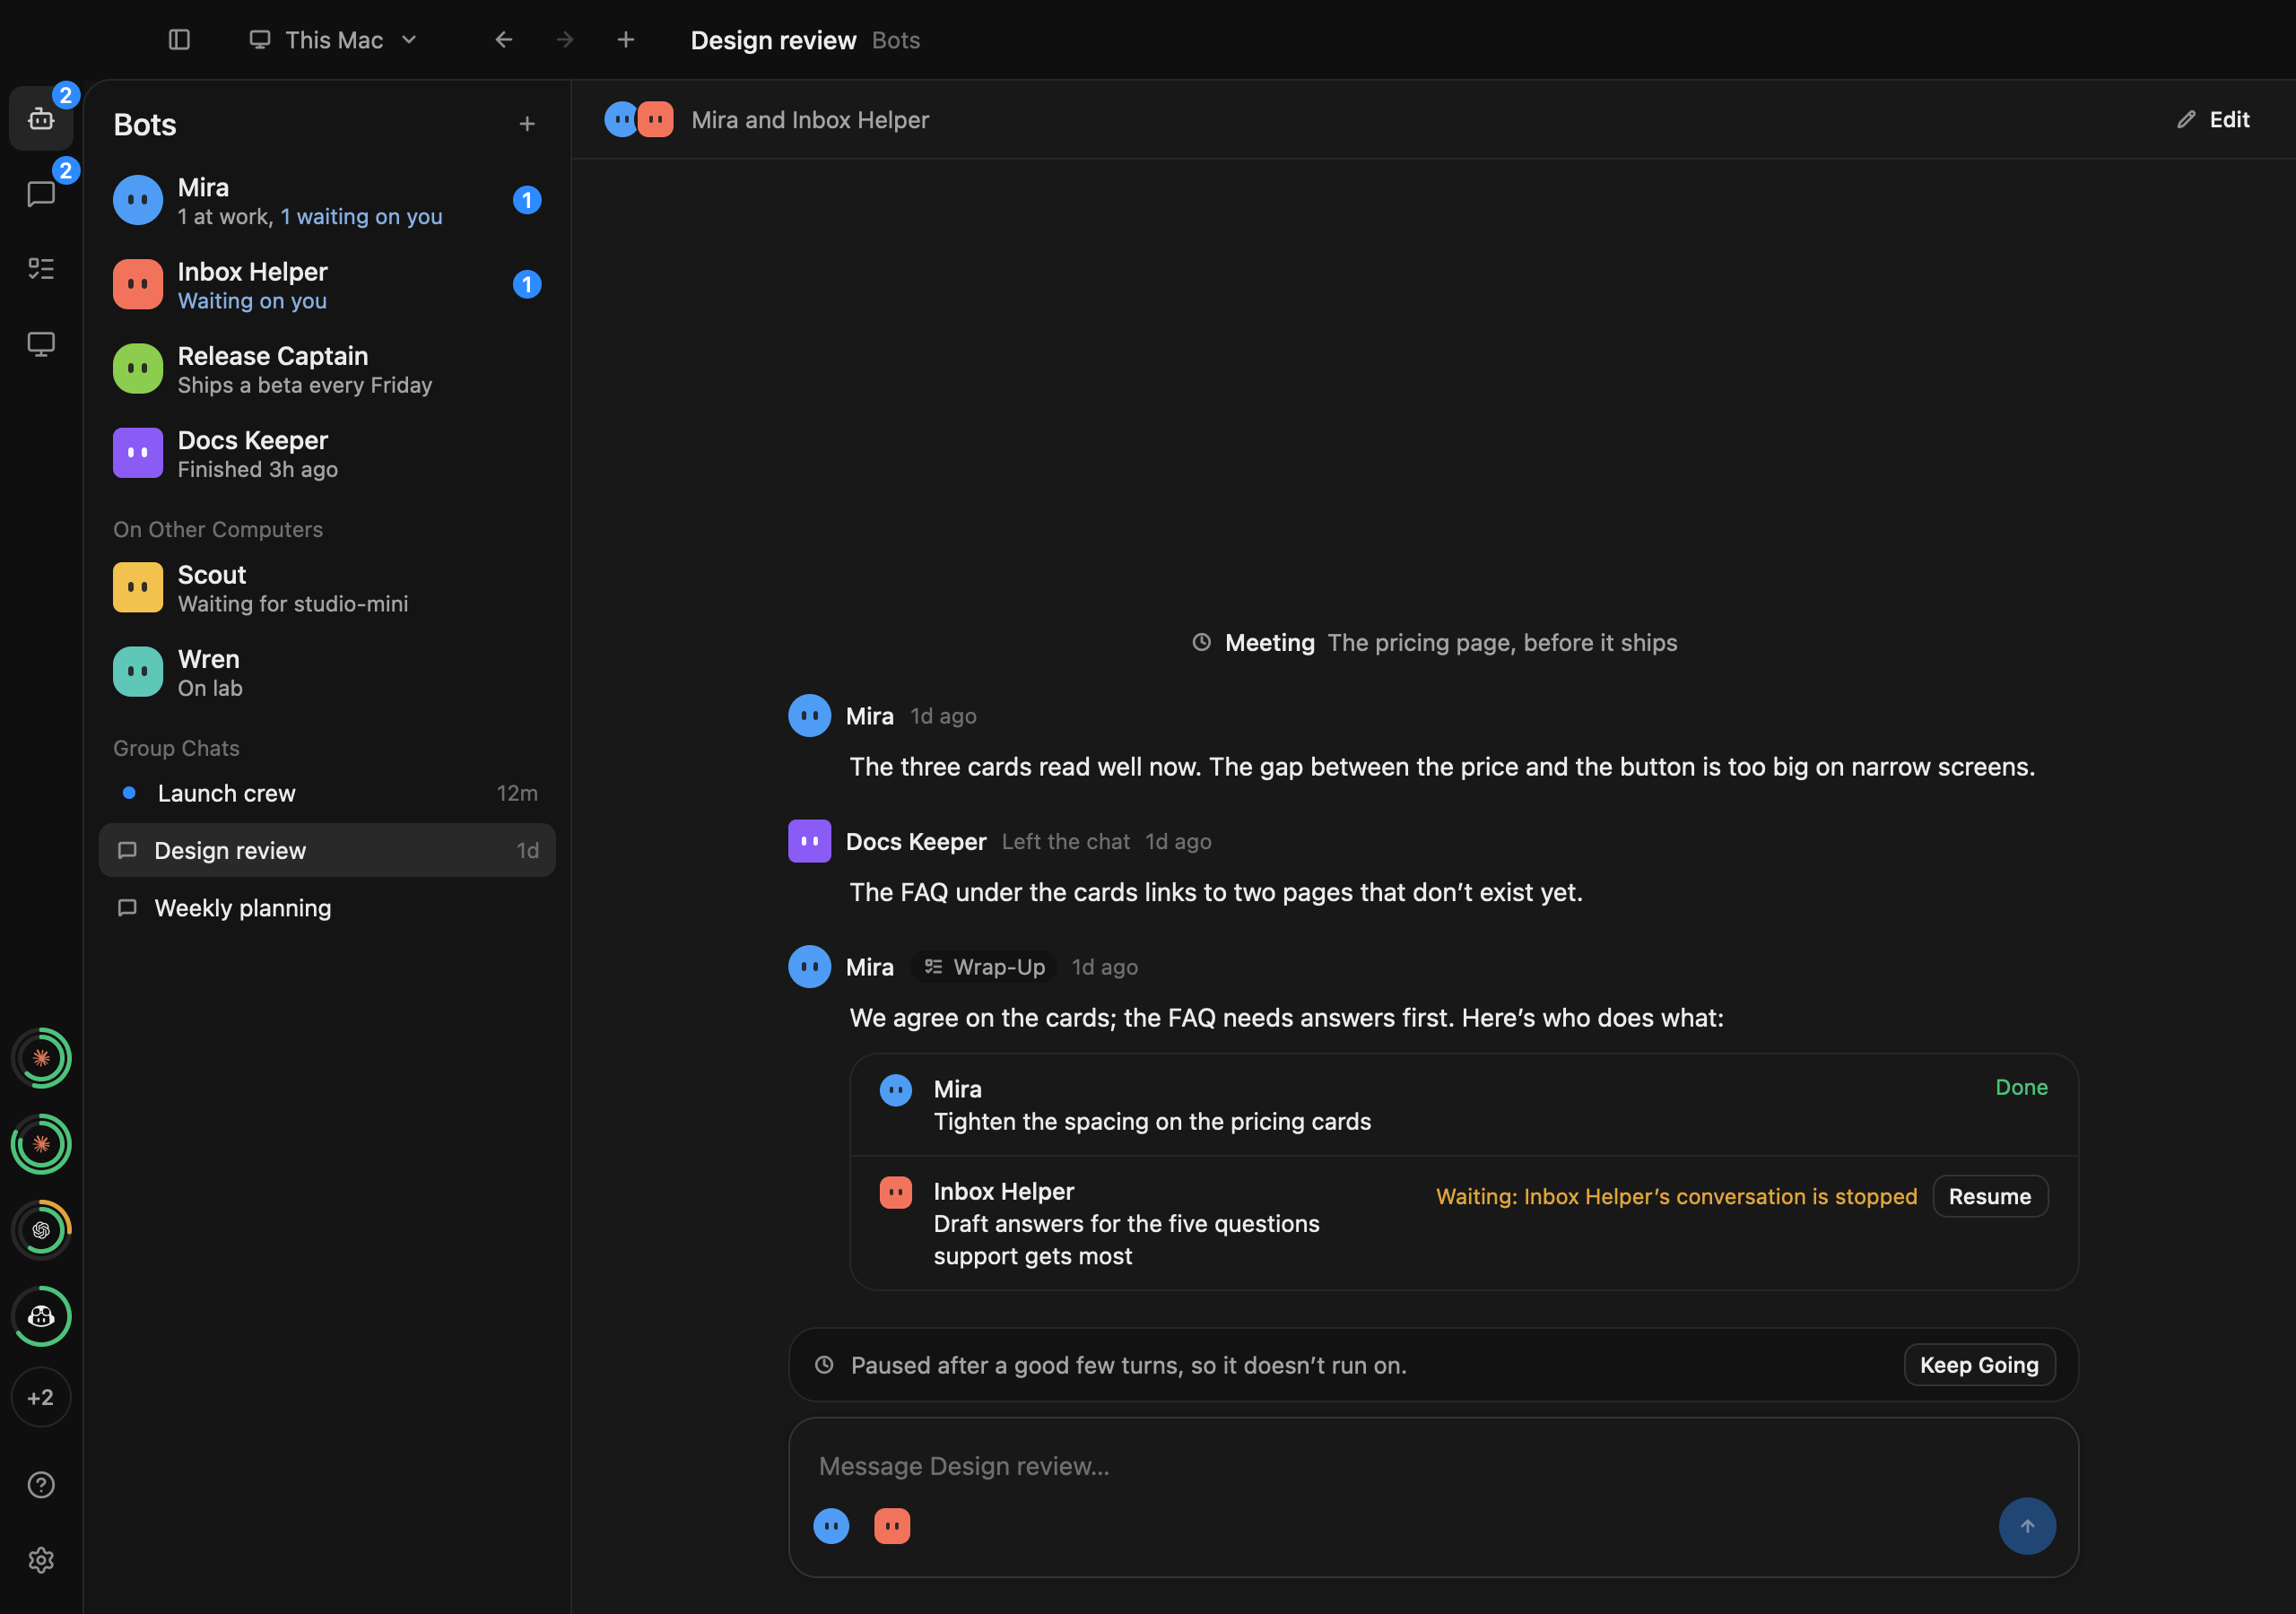 This Mac
Design review Bots
2
2
Bots
Mira
1 at work, 1 waiting on you
1
Inbox Helper
Waiting on you
1
Release Captain
Ships a beta every Friday
Docs Keeper
Finished 3h ago
On Other Computers
Scout
Waiting for studio-mini
Wren
On lab
Group Chats
Launch crew 12m
Design review 1d
Weekly planning
+2
Mira and Inbox Helper
Edit
Meeting The pricing page, before it ships
Mira 1d ago
The three cards read well now. The gap between the price and the button is too big on narrow screens.
Docs Keeper Left the chat 1d ago
The FAQ under the cards links to two pages that don’t exist yet.
Mira Wrap-Up 1d ago
We agree on the cards; the FAQ needs answers first. Here’s who does what:
Mira
Done
Tighten the spacing on the pricing cards
Inbox Helper
Waiting: Inbox Helper’s conversation is stopped Resume
Draft answers for the five questions
support gets most
Paused after a good few turns, so it doesn’t run on.
Keep Going
Message Design review...